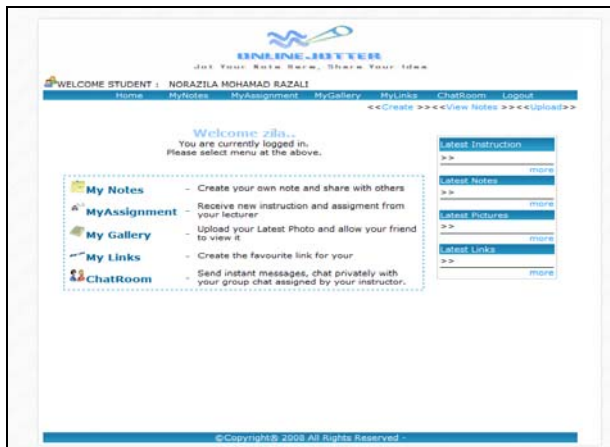 ONLINE JOTTER
Jot Your Note Here, Share Your Idea
WELCOME STUDENT : NORAZILA MOHAMAD RAZALI
Home MyNotes MyAssignment MyGallery MyLinks ChatRoom Logout
<<Create >><<View Notes >><<Upload>>
Welcome zila..
You are currently logged in.
Please select menu at the above.
My Notes - Create your own note and share with others
MyAssignment - Receive new instruction and assigment from
your lecturer
My Gallery - Upload your Latest Photo and allow your friend
to view it
My Links - Create the favourite link for your
ChatRoom - Send instant messages, chat privately with
your group chat assigned by your instructor.
Latest Instruction
>>
more
Latest Notes
>>
more
Latest Pictures
>>
more
Latest Links
>>
more
©Copyright® 2008 All Rights Reserved -